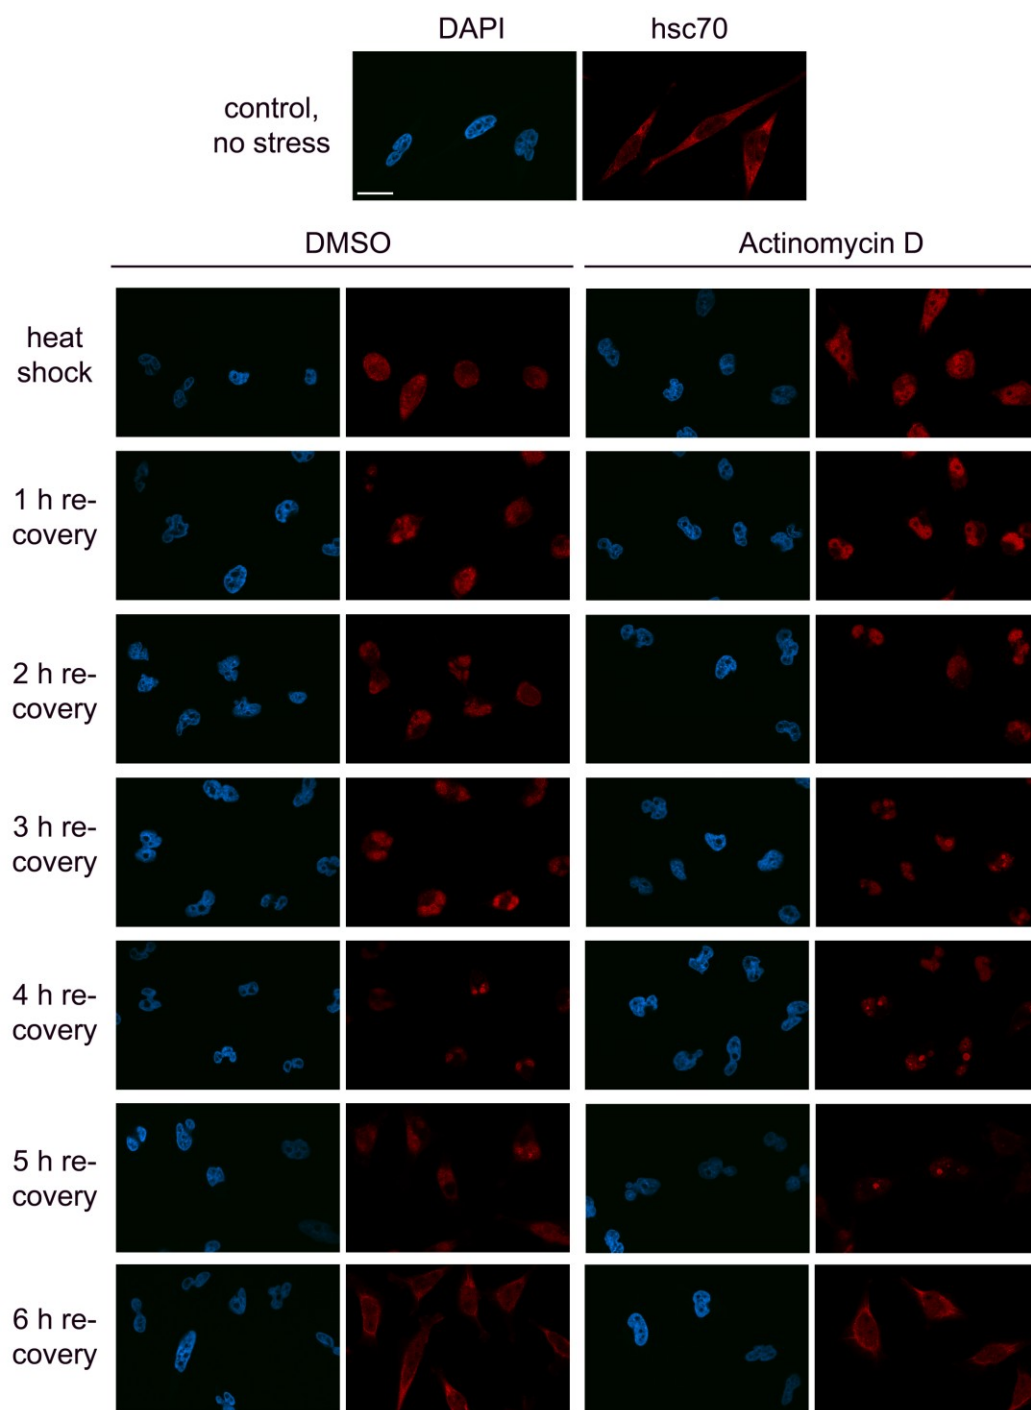 DAPI hsc70
control,
no stress
DMSO Actinomycin D
heat
shock
1 h re-
covery
2 h re-
covery
3 h re-
covery
4 h re-
covery
5 h re-
covery
6 h re-
covery